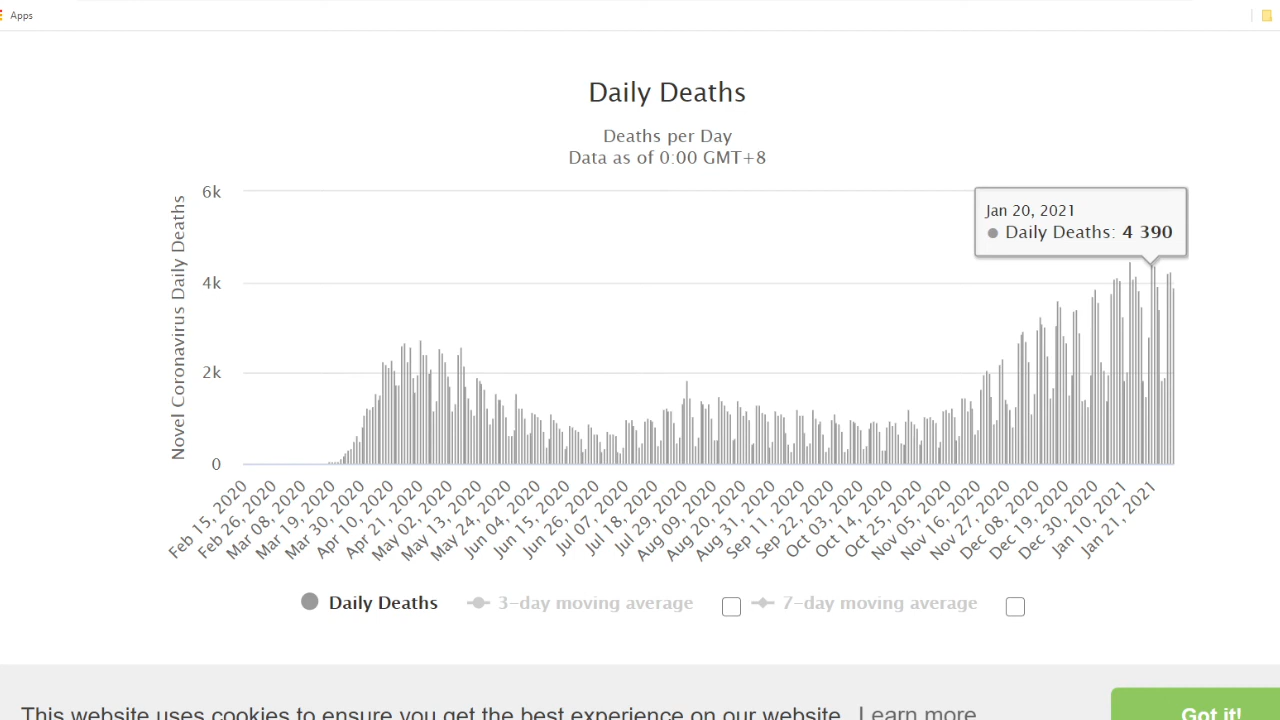 Apps
Daily Deaths
Deaths per Day
Data as of 0:00 GMT+8
Novel Coronavirus Daily Deaths
6k
4k
2k
0
Jan 20, 2021
Daily Deaths: 4 390
Feb 15, 2020
Feb 26, 2020
Mar 08, 2020
Mar 19, 2020
Mar 30, 2020
Apr 10, 2020
Apr 21, 2020
May 02, 2020
May 13, 2020
May 24, 2020
Jun 04, 2020
Jun 15, 2020
Jun 26, 2020
Jul 07, 2020
Jul 18, 2020
Jul 29, 2020
Aug 09, 2020
Aug 20, 2020
Aug 31, 2020
Sep 11, 2020
Sep 22, 2020
Oct 03, 2020
Oct 14, 2020
Oct 25, 2020
Nov 05, 2020
Nov 16, 2020
Nov 27, 2020
Dec 08, 2020
Dec 19, 2020
Dec 30, 2020
Jan 10, 2021
Jan 21, 2021
Daily Deaths 3-day moving average 7-day moving average
This website uses cookies to ensure you get the best experience on our website. Learn more
Got it!